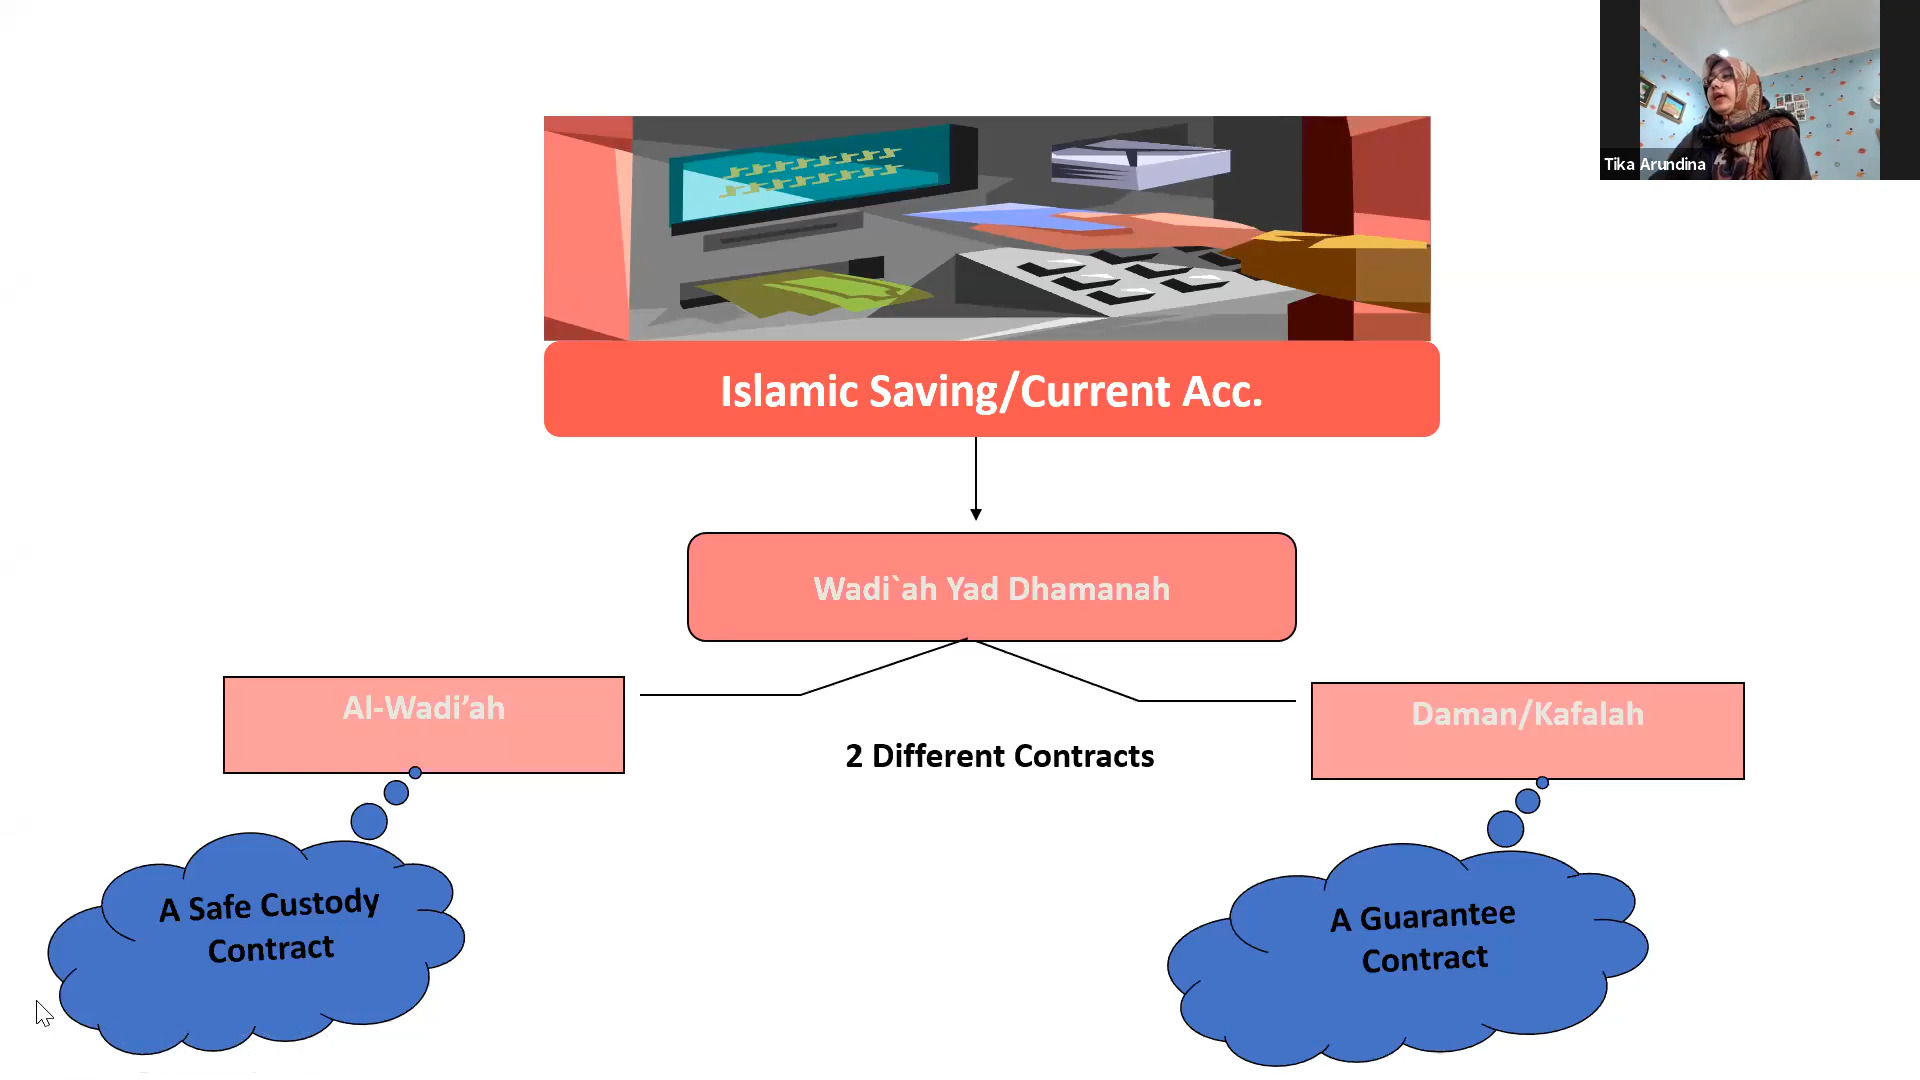 Tika Arundina
Islamic Saving/Current Acc.
Wadi`ah Yad Dhamanah
Al-Wadi’ah
Daman/Kafalah
2 Different Contracts
A Safe Custody
Contract
A Guarantee
Contract